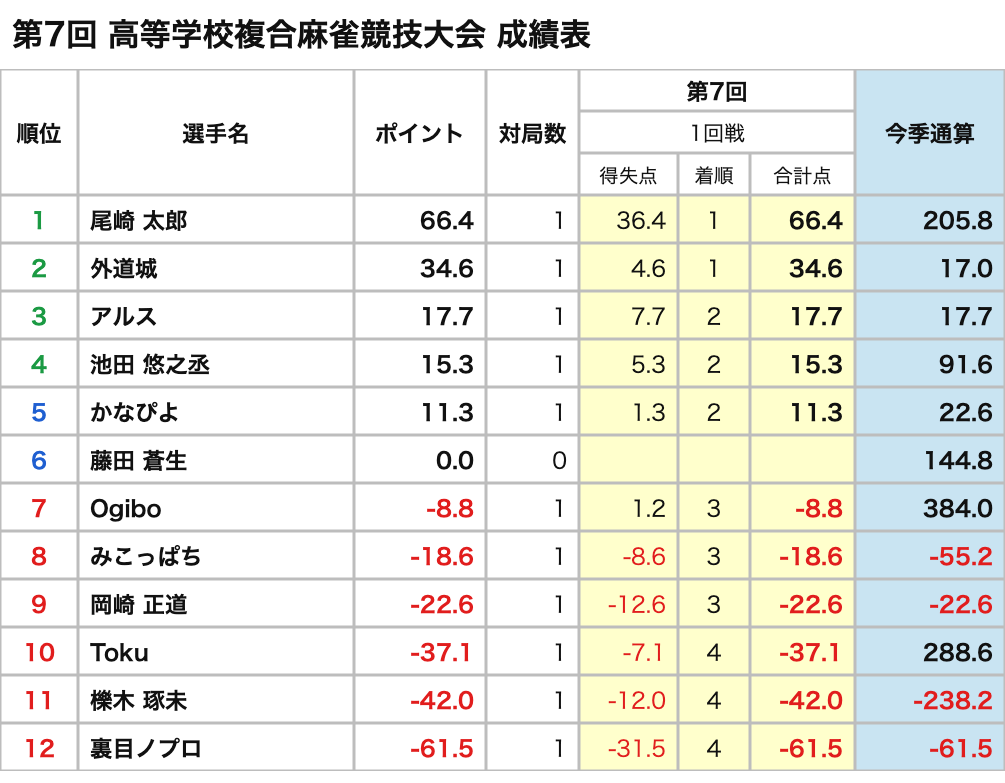 第7回 高等学校複合麻雀競技大会 成績表
順位 選手名 ポイント 対局数 第7回 今季通算
1回戦
得失点 着順 合計点
1 尾崎 太郎 66.4 1 36.4 1 66.4 205.8
2 外道城 34.6 1 4.6 1 34.6 17.0
3 アルス 17.7 1 7.7 2 17.7 17.7
4 池田 悠之丞 15.3 1 5.3 2 15.3 91.6
5 かなぴよ 11.3 1 1.3 2 11.3 22.6
6 藤田 蒼生 0.0 0 144.8
7 Ogibo -8.8 1 1.2 3 -8.8 384.0
8 みこっぱち -18.6 1 -8.6 3 -18.6 -55.2
9 岡崎 正道 -22.6 1 -12.6 3 -22.6 -22.6
10 Toku -37.1 1 -7.1 4 -37.1 288.6
11 櫟木 琢未 -42.0 1 -12.0 4 -42.0 -238.2
12 裏目ノプロ -61.5 1 -31.5 4 -61.5 -61.5